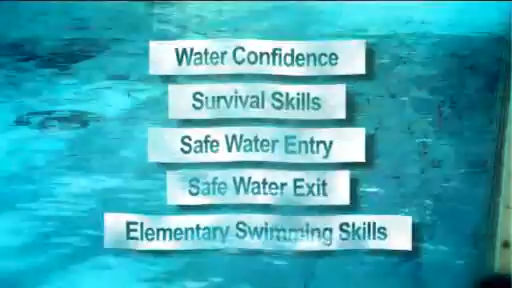 Water Confidence
Survival Skills
Safe Water Entry
Safe Water Exit
Elementary Swimming Skills